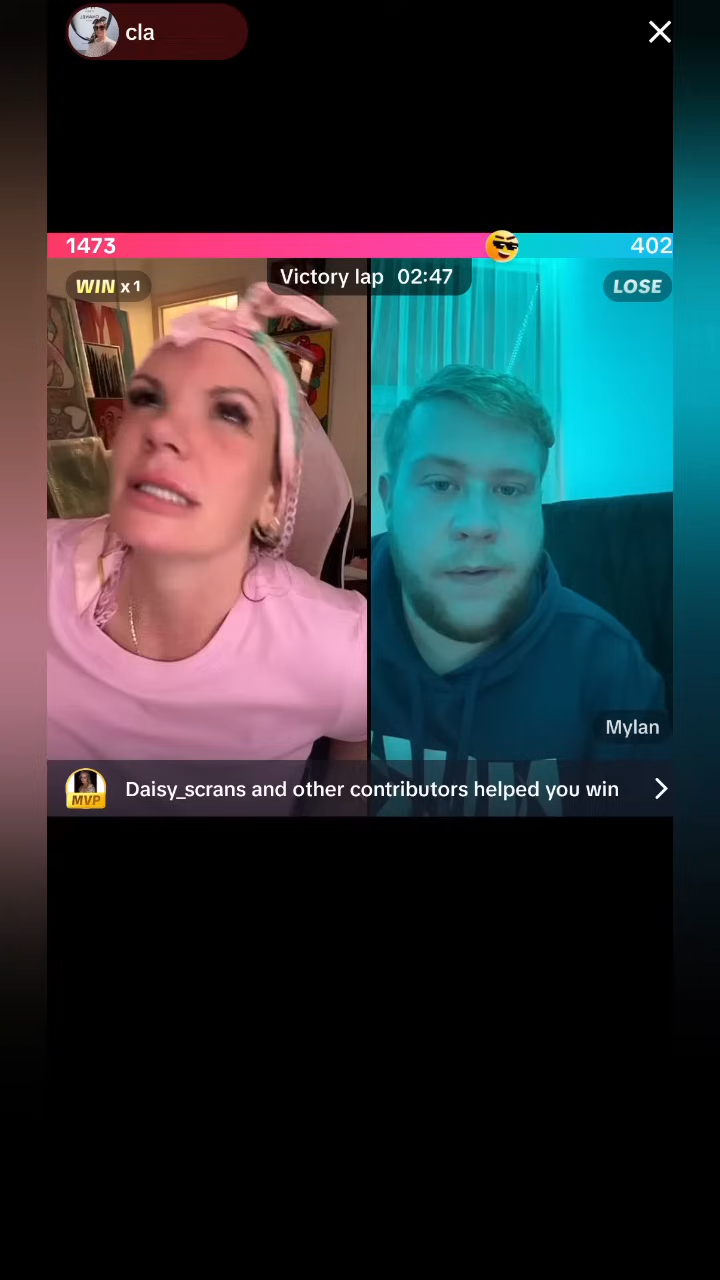 cla
1473
402
WIN x1
Victory lap 02:47
LOSE
Mylan
MVP
Daisy_scrans and other contributors helped you win